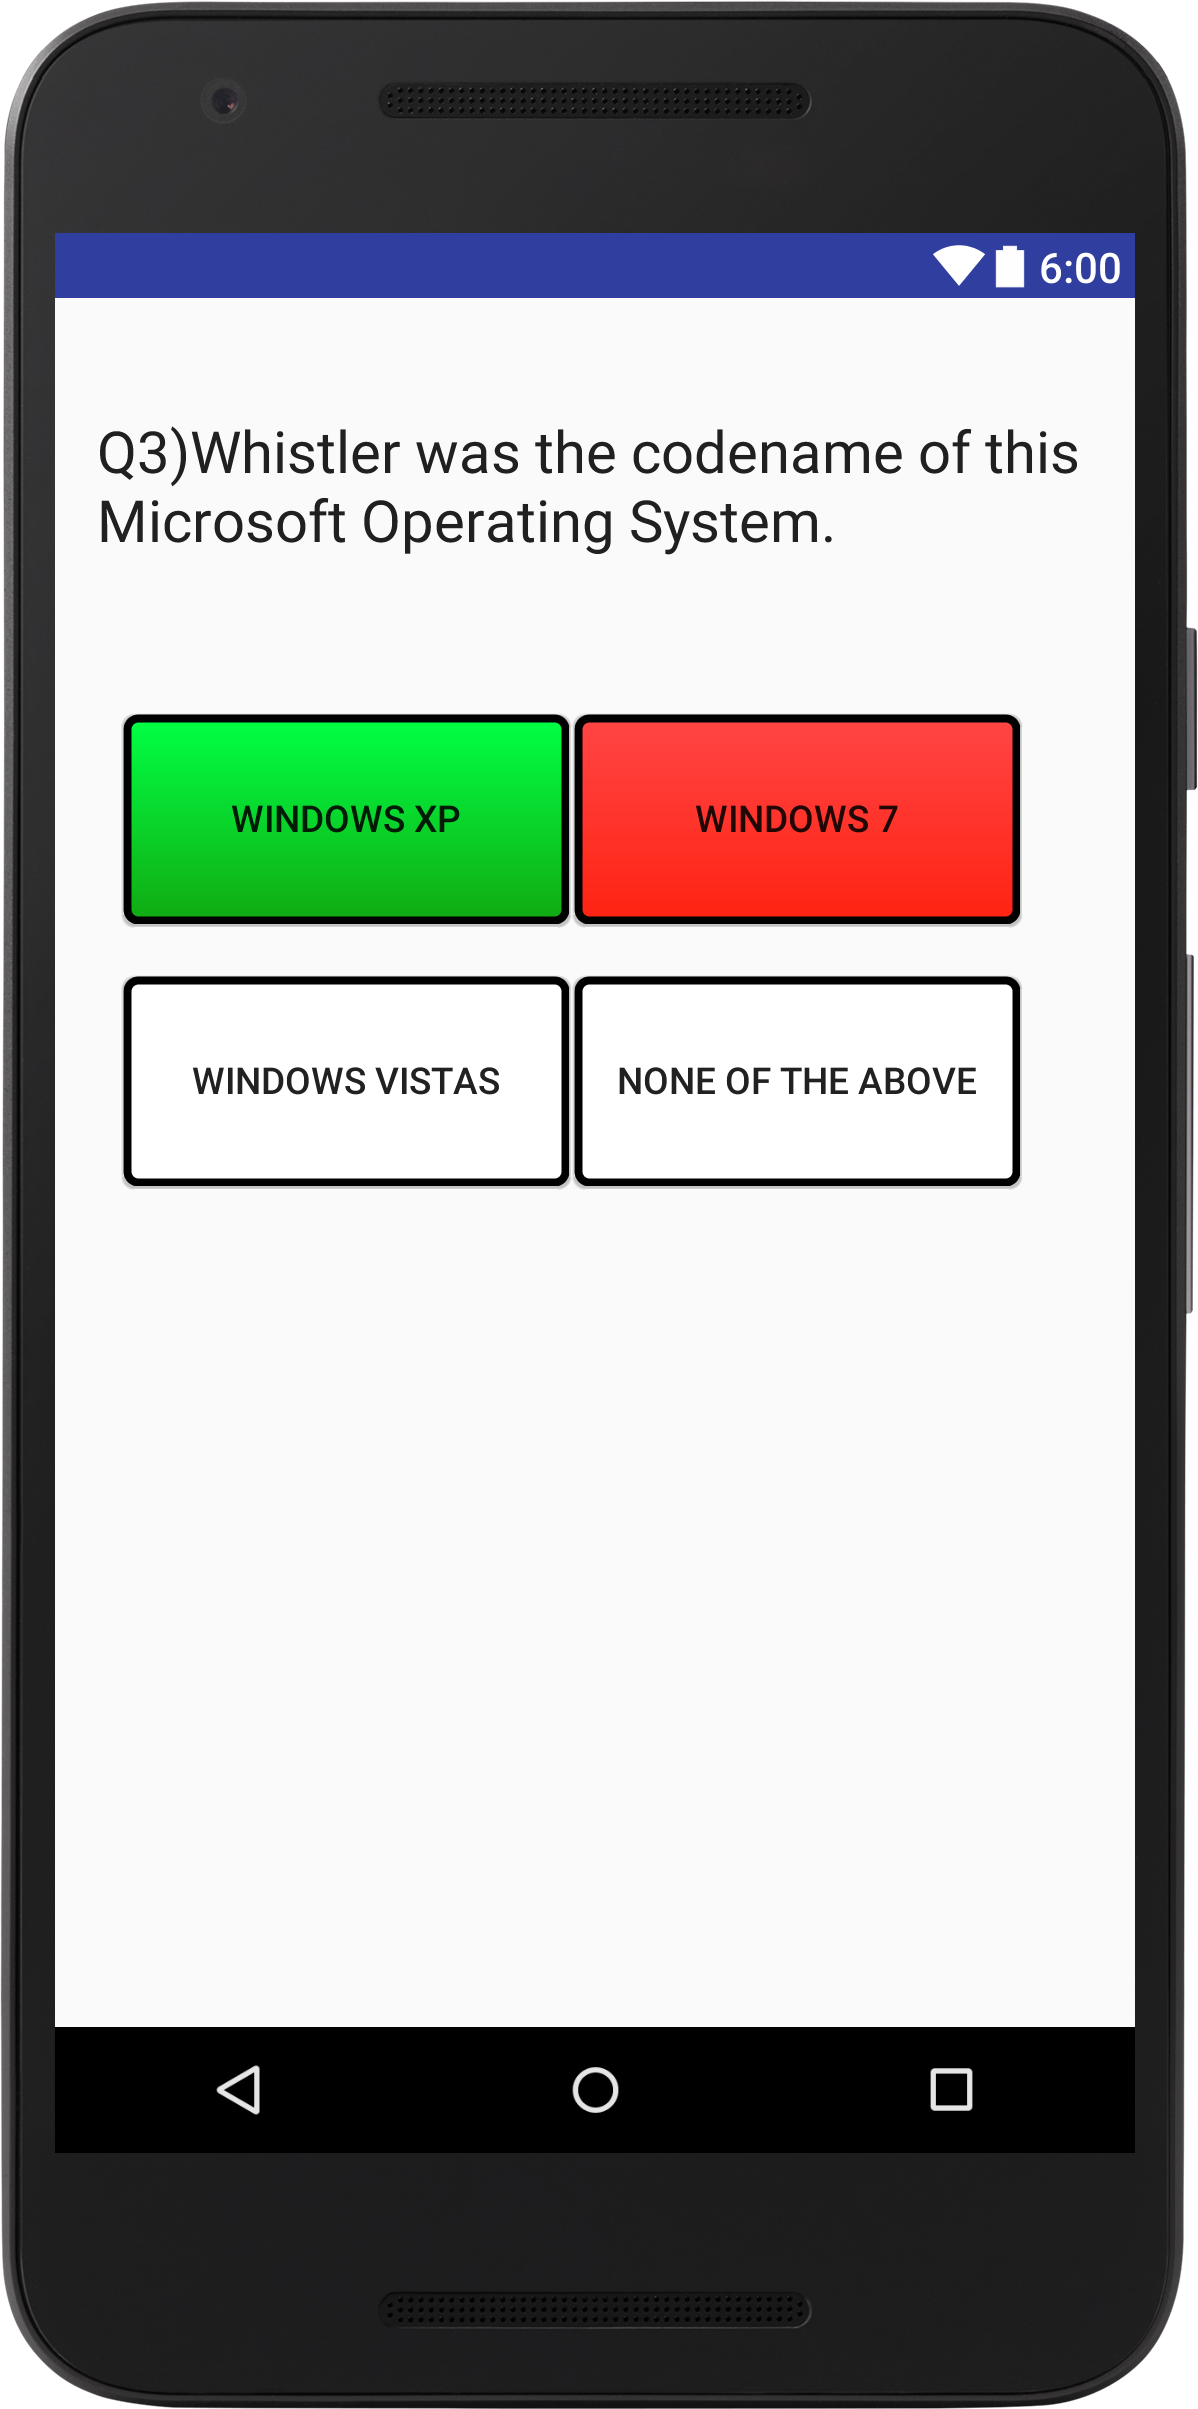 6:00
Q3)Whistler was the codename of this
Microsoft Operating System.
WINDOWS XP
WINDOWS 7
WINDOWS VISTAS
NONE OF THE ABOVE